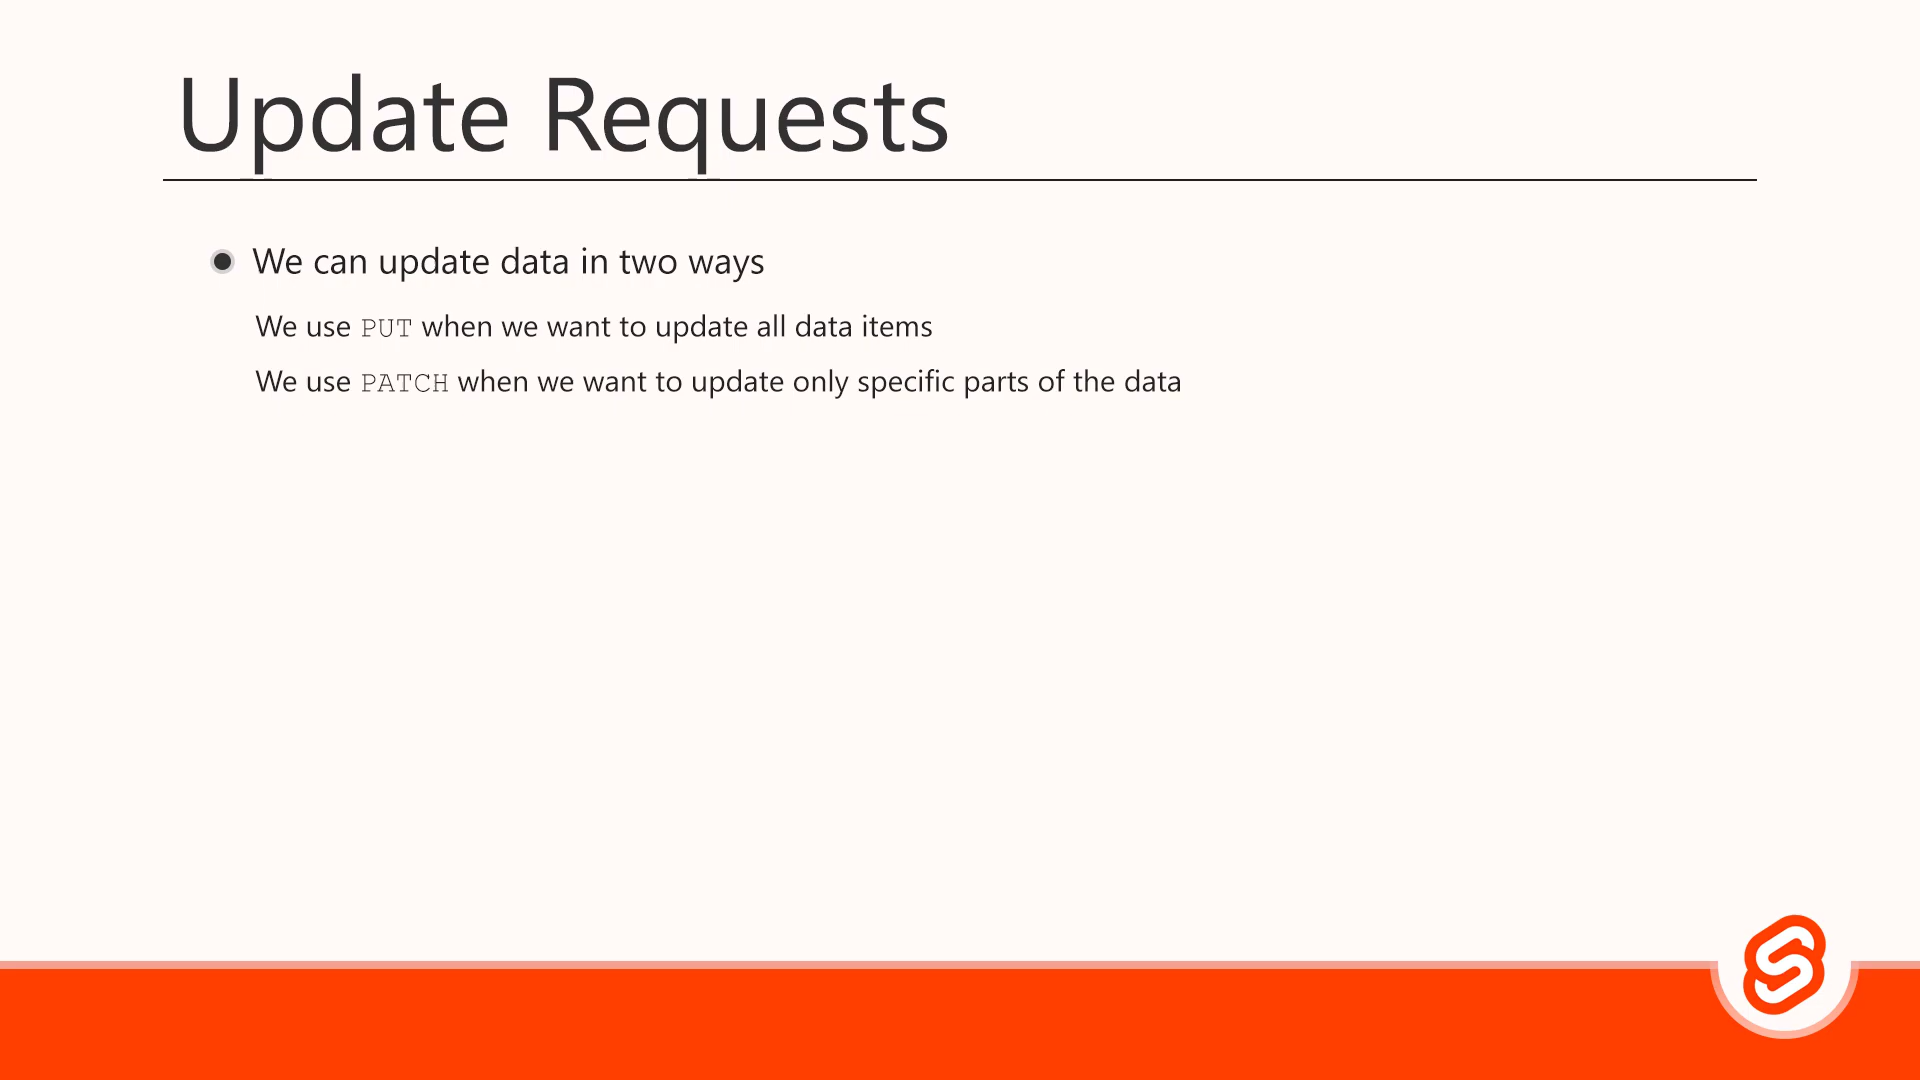 Update Requests
We can update data in two ways
We use PUT when we want to update all data items
We use PATCH when we want to update only specific parts of the data